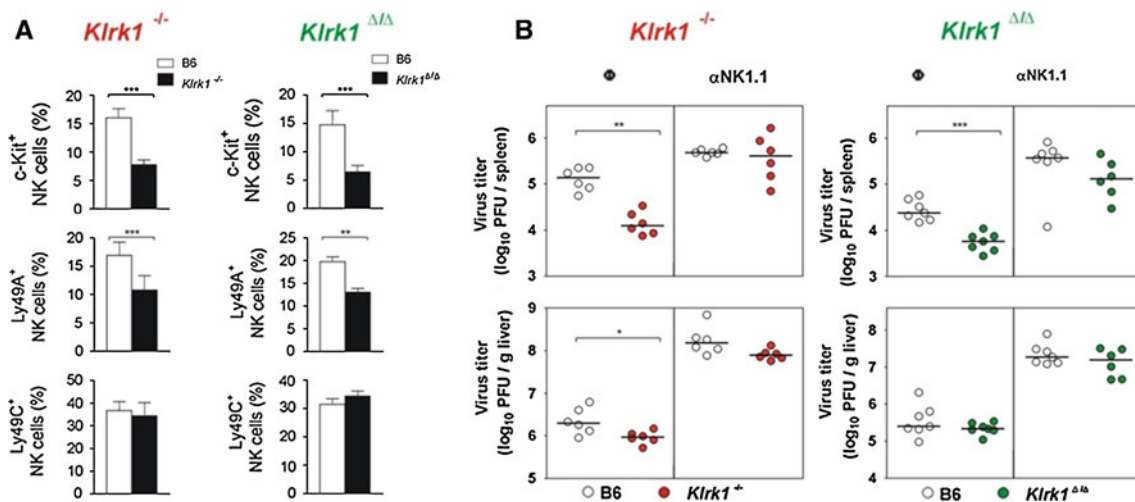 A
Klrk1 -/-
B6
Klrk1 -/-
Klrk1 Δ/Δ
B6
Klrk1 Δ/Δ
c-Kit+
NK cells (%)
20
15
10
5
0
***
c-Kit+
NK cells (%)
20
15
10
5
0
***
Ly49A+
NK cells (%)
20
15
10
5
0
***
Ly49A+
NK cells (%)
25
20
15
10
5
0
**
Ly49C+
NK cells (%)
50
40
30
20
10
0
Ly49C+
NK cells (%)
40
30
20
10
0
B
Klrk1 -/-
Φ
αNK1.1
Klrk1 Δ/Δ
Φ
αNK1.1
Virus titer
(log10 PFU / spleen)
6
5
4
3
**
Virus titer
(log10 PFU / spleen)
6
5
4
3
***
Virus titer
(log10 PFU / g liver)
9
8
7
6
5
*
Virus titer
(log10 PFU / g liver)
8
7
6
5
4
B6
Klrk1 -/-
B6
Klrk1 Δ/Δ